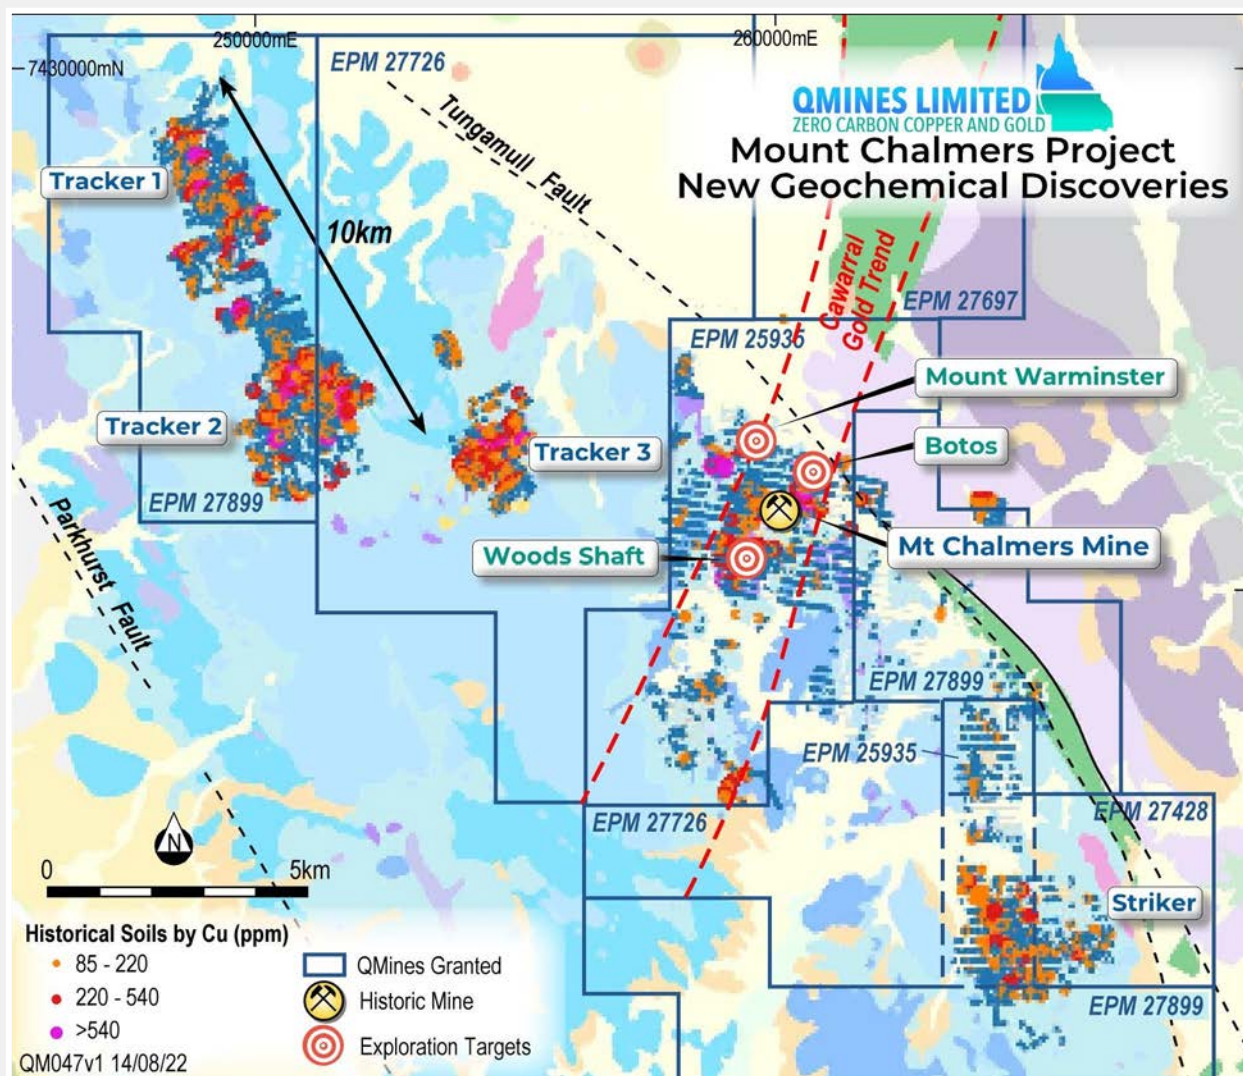 250000mE
260000mE
7430000mN
EPM 27726
QMINES LIMITED
ZERO CARBON COPPER AND GOLD
Mount Chalmers Project
New Geochemical Discoveries
Tungamull Fault
Tracker 1
10km
Cawarral
Gold Trend
EPM 27697
EPM 25935
Mount Warminster
Tracker 2
Tracker 3
Botos
EPM 27899
Parkhurst Fault
Woods Shaft
Mt Chalmers Mine
EPM 27899
EPM 25935
EPM 27726
EPM 27428
N
0 5km
Striker
Historical Soils by Cu (ppm)
85 - 220
220 - 540
>540
QMines Granted
Historic Mine
Exploration Targets
EPM 27899
QM047v1 14/08/22